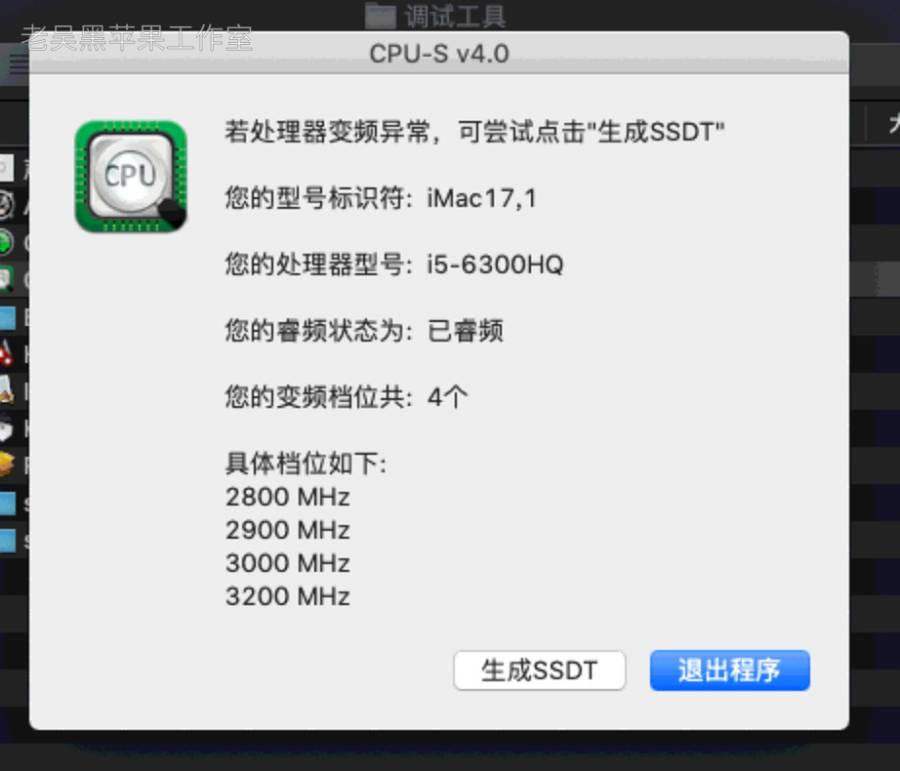 调试工具
老吴黑苹果工作室
CPU-S v4.0
CPU
若处理器变频异常，可尝试点击"生成SSDT"
您的型号标识符: iMac17,1
您的处理器型号: i5-6300HQ
您的睿频状态为: 已睿频
您的变频档位共: 4个
具体档位如下:
2800 MHz
2900 MHz
3000 MHz
3200 MHz
生成SSDT
退出程序